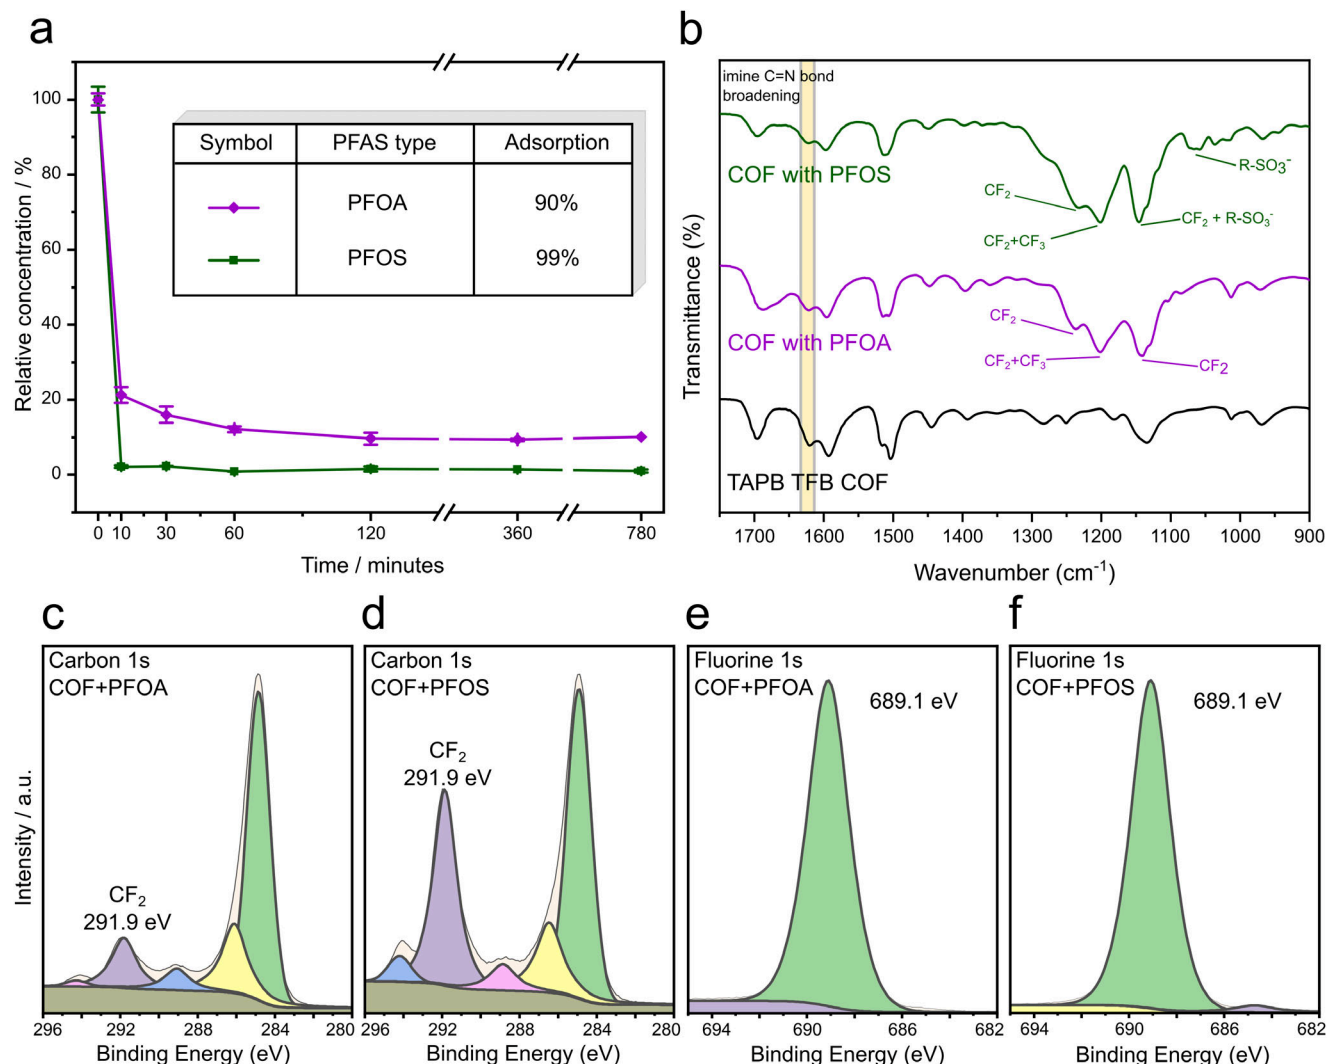 a
Relative concentration / %
100
80
60
40
20
0
Symbol PFAS type Adsorption
PFOA 90%
PFOS 99%
0 10 30 60 120 360 780
Time / minutes
b
Transmittance (%)
imine C=N bond
broadening
COF with PFOS
CF₂
CF₂+CF₃
R-SO₃⁻
CF₂ + R-SO₃⁻
COF with PFOA
CF₂
CF₂+CF₃
CF2
TAPB TFB COF
1700 1600 1500 1400 1300 1200 1100 1000 900
Wavenumber (cm⁻¹)
c
Intensity / a.u.
Carbon 1s
COF+PFOA
CF₂
291.9 eV
296 292 288 284 280
Binding Energy (eV)
d
Carbon 1s
COF+PFOS
CF₂
291.9 eV
296 292 288 284 280
Binding Energy (eV)
e
Fluorine 1s
COF+PFOA
689.1 eV
694 690 686 682
Binding Energy (eV)
f
Fluorine 1s
COF+PFOS
689.1 eV
694 690 686 682
Binding Energy (eV)